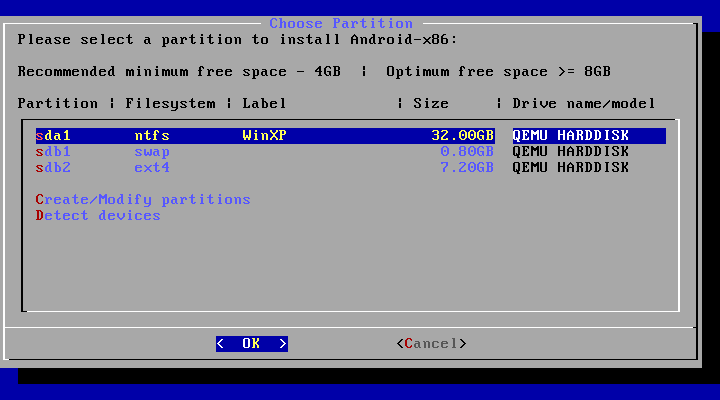 Choose Partition
Please select a partition to install Android-x86:
Recommended minimum free space - 4GB | Optimum free space >= 8GB
Partition | Filesystem | Label | Size | Drive name/model
sda1 ntfs WinXP 32.00GB QEMU HARDDISK
sdb1 swap 0.80GB QEMU HARDDISK
sdb2 ext4 7.20GB QEMU HARDDISK
Create/Modify partitions
Detect devices
< OK > <Cancel>